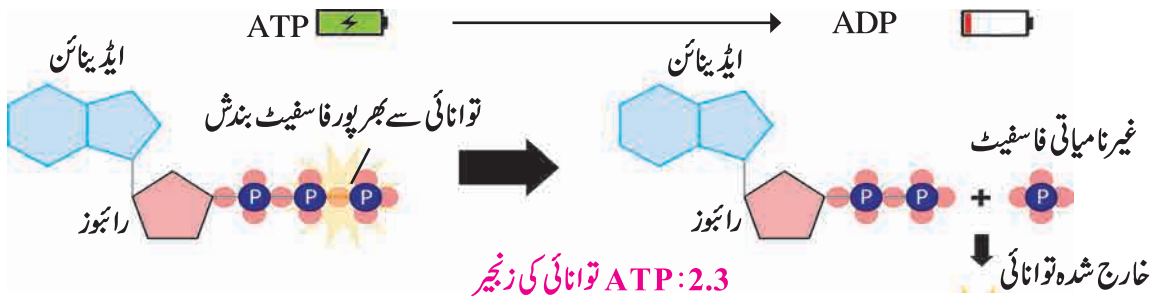 ATP ADP
ایڈینائن ایڈینائن
توانائی سے بھرپور فاسفیٹ بندش
غیر نامیاتی فاسفیٹ
P P P P P + P
رائبوز رائبوز
خارج شدہ توانائی
2.3: ATP توانائی کی زنجیر